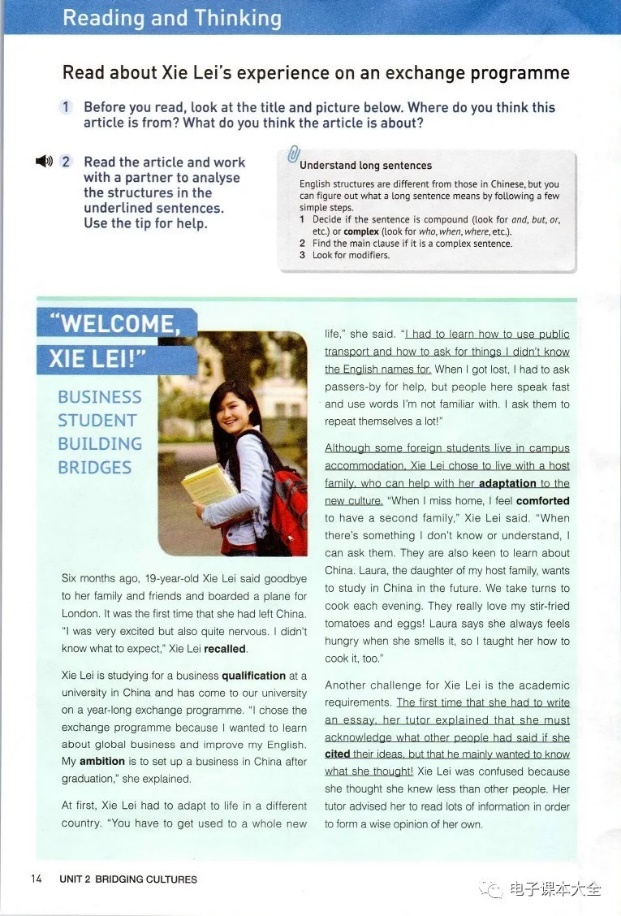 Reading and Thinking
Read about Xie Lei's experience on an exchange programme
1 Before you read, look at the title and picture below. Where do you think this
article is from? What do you think the article is about?
2 Read the article and work
with a partner to analyse
the structures in the
underlined sentences.
Use the tip for help.
Understand long sentences
English structures are different from those in Chinese, but you
can figure out what a long sentence means by following a few
simple steps.
1 Decide if the sentence is compound (look for and, but, or,
etc.) or complex (look for who, when, where, etc.).
2 Find the main clause if it is a complex sentence.
3 Look for modifiers.
"WELCOME,
XIE LEI!"
BUSINESS
STUDENT
BUILDING
BRIDGES
Six months ago, 19-year-old Xie Lei said goodbye
to her family and friends and boarded a plane for
London. It was the first time that she had left China.
"I was very excited but also quite nervous. I didn't
know what to expect," Xie Lei recalled.
Xie Lei is studying for a business qualification at a
university in China and has come to our university
on a year-long exchange programme. "I chose the
exchange programme because I wanted to learn
about global business and improve my English.
My ambition is to set up a business in China after
graduation," she explained.
At first, Xie Lei had to adapt to life in a different
country. "You have to get used to a whole new
life," she said. "I had to learn how to use public
transport and how to ask for things I didn't know
the English names for. When I got lost, I had to ask
passers-by for help, but people here speak fast
and use words I'm not familiar with. I ask them to
repeat themselves a lot!"
Although some foreign students live in campus
accommodation, Xie Lei chose to live with a host
family, who can help with her adaptation to the
new culture. "When I miss home, I feel comforted
to have a second family," Xie Lei said. "When
there's something I don't know or understand, I
can ask them. They are also keen to learn about
China. Laura, the daughter of my host family, wants
to study in China in the future. We take turns to
cook each evening. They really love my stir-fried
tomatoes and eggs! Laura says she always feels
hungry when she smells it, so I taught her how to
cook it, too."
Another challenge for Xie Lei is the academic
requirements. The first time that she had to write
an essay, her tutor explained that she must
acknowledge what other people had said if she
cited their ideas, but that he mainly wanted to know
what she thought! Xie Lei was confused because
she thought she knew less than other people. Her
tutor advised her to read lots of information in order
to form a wise opinion of her own.
14 UNIT 2 BRIDGING CULTURES
电子课本大全